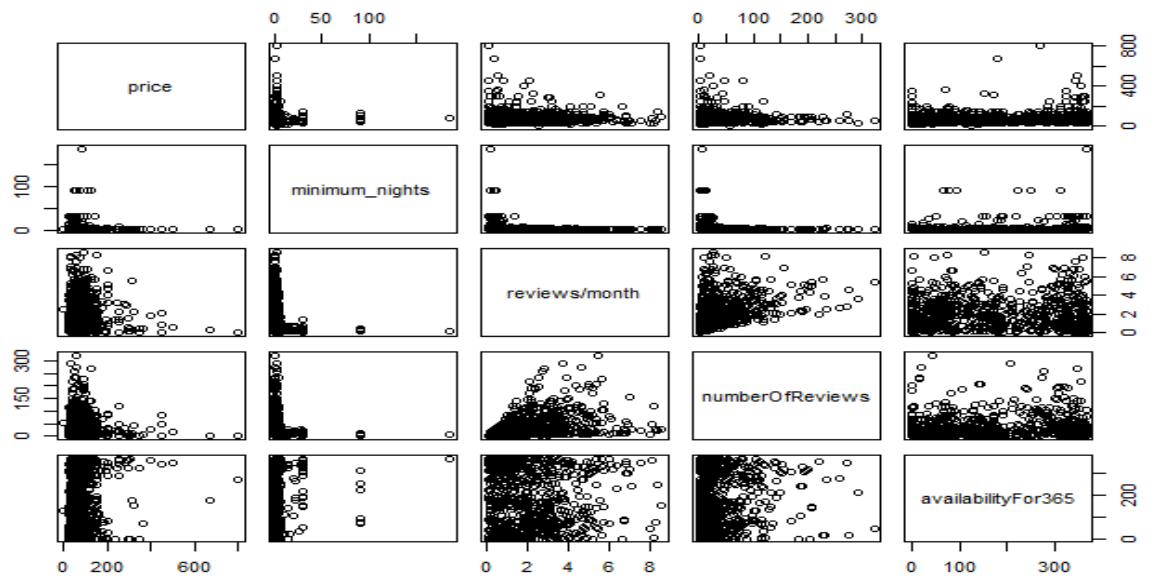 0 50 100 0 100 200 300
price
0 400 800
0 100
minimum_nights
reviews/month
0 2 4 6 8
0 150 300
numberOfReviews
availabilityFor365
0 200
0 200 600 0 2 4 6 8 0 100 300